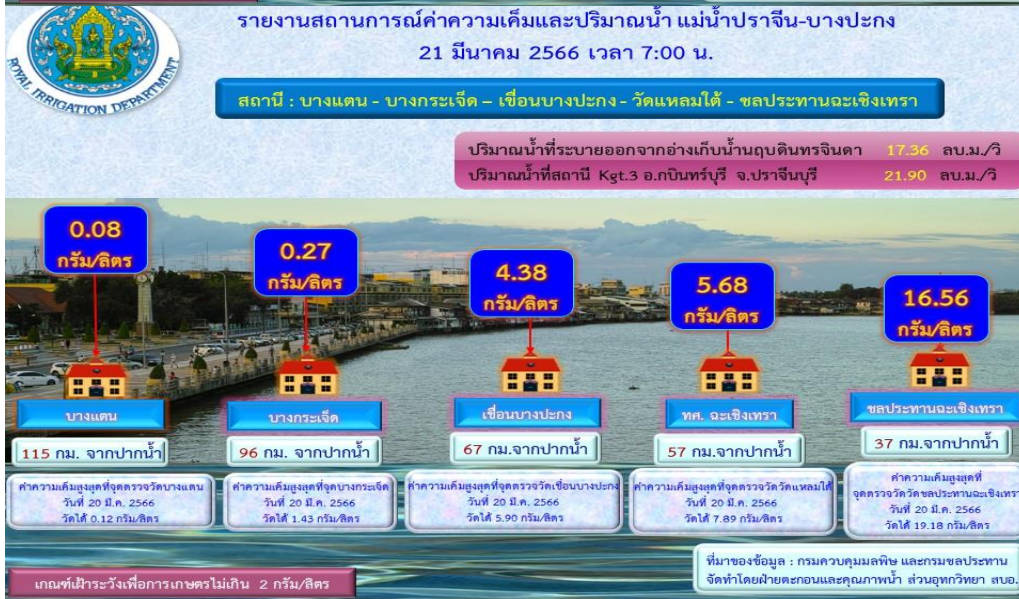 รายงานสถานการณ์ค่าความเค็มและปริมาณน้ำ แม่น้ำปราจีน-บางปะกง
21 มีนาคม 2566 เวลา 7:00 น.
ROYAL IRRIGATION DEPARTMENT
สถานี : บางแตน - บางกระเจ็ด – เขื่อนบางปะกง - วัดแหลมใต้ - ชลประทานฉะเชิงเทรา
ปริมาณน้ำที่ระบายออกจากอ่างเก็บน้ำนฤบดินทรจินดา 17.36 ลบ.ม./วิ
ปริมาณน้ำที่สถานี Kgt.3 อ.กบินทร์บุรี จ.ปราจีนบุรี 21.90 ลบ.ม./วิ
0.08
กรัม/ลิตร
0.27
กรัม/ลิตร
4.38
กรัม/ลิตร
5.68
กรัม/ลิตร
16.56
กรัม/ลิตร
บางแตน
บางกระเจ็ด
เขื่อนบางปะกง
ทศ. ฉะเชิงเทรา
ชลประทานฉะเชิงเทรา
115 กม. จากปากน้ำ
96 กม. จากปากน้ำ
67 กม.จากปากน้ำ
57 กม.จากปากน้ำ
37 กม.จากปากน้ำ
ค่าความเค็มสูงสุดที่จุดตรวจวัดบางแตน
วันที่ 20 มี.ค. 2566
วัดได้ 0.12 กรัม/ลิตร
ค่าความเค็มสูงสุดที่จุดบางกระเจ็ด
วันที่ 20 มี.ค. 2566
วัดได้ 1.43 กรัม/ลิตร
ค่าความเค็มสูงสุดที่จุดตรวจวัดเขื่อนบางปะกง
วันที่ 20 มี.ค. 2566
วัดได้ 5.90 กรัม/ลิตร
ค่าความเค็มสูงสุดที่จุดตรวจวัดวัดแหลมใต้
วันที่ 20 มี.ค. 2566
วัดได้ 7.89 กรัม/ลิตร
ค่าความเค็มสูงสุดที่
จุดตรวจวัดวัดชลประทานฉะเชิงเทรา
วันที่ 20 มี.ค. 2566
วัดได้ 19.18 กรัม/ลิตร
เกณฑ์เฝ้าระวังเพื่อการเกษตรไม่เกิน 2 กรัม/ลิตร
ที่มาของข้อมูล : กรมควบคุมมลพิษ และกรมชลประทาน
จัดทำโดยฝ่ายตะกอนและคุณภาพน้ำ ส่วนอุทกวิทยา สบอ.